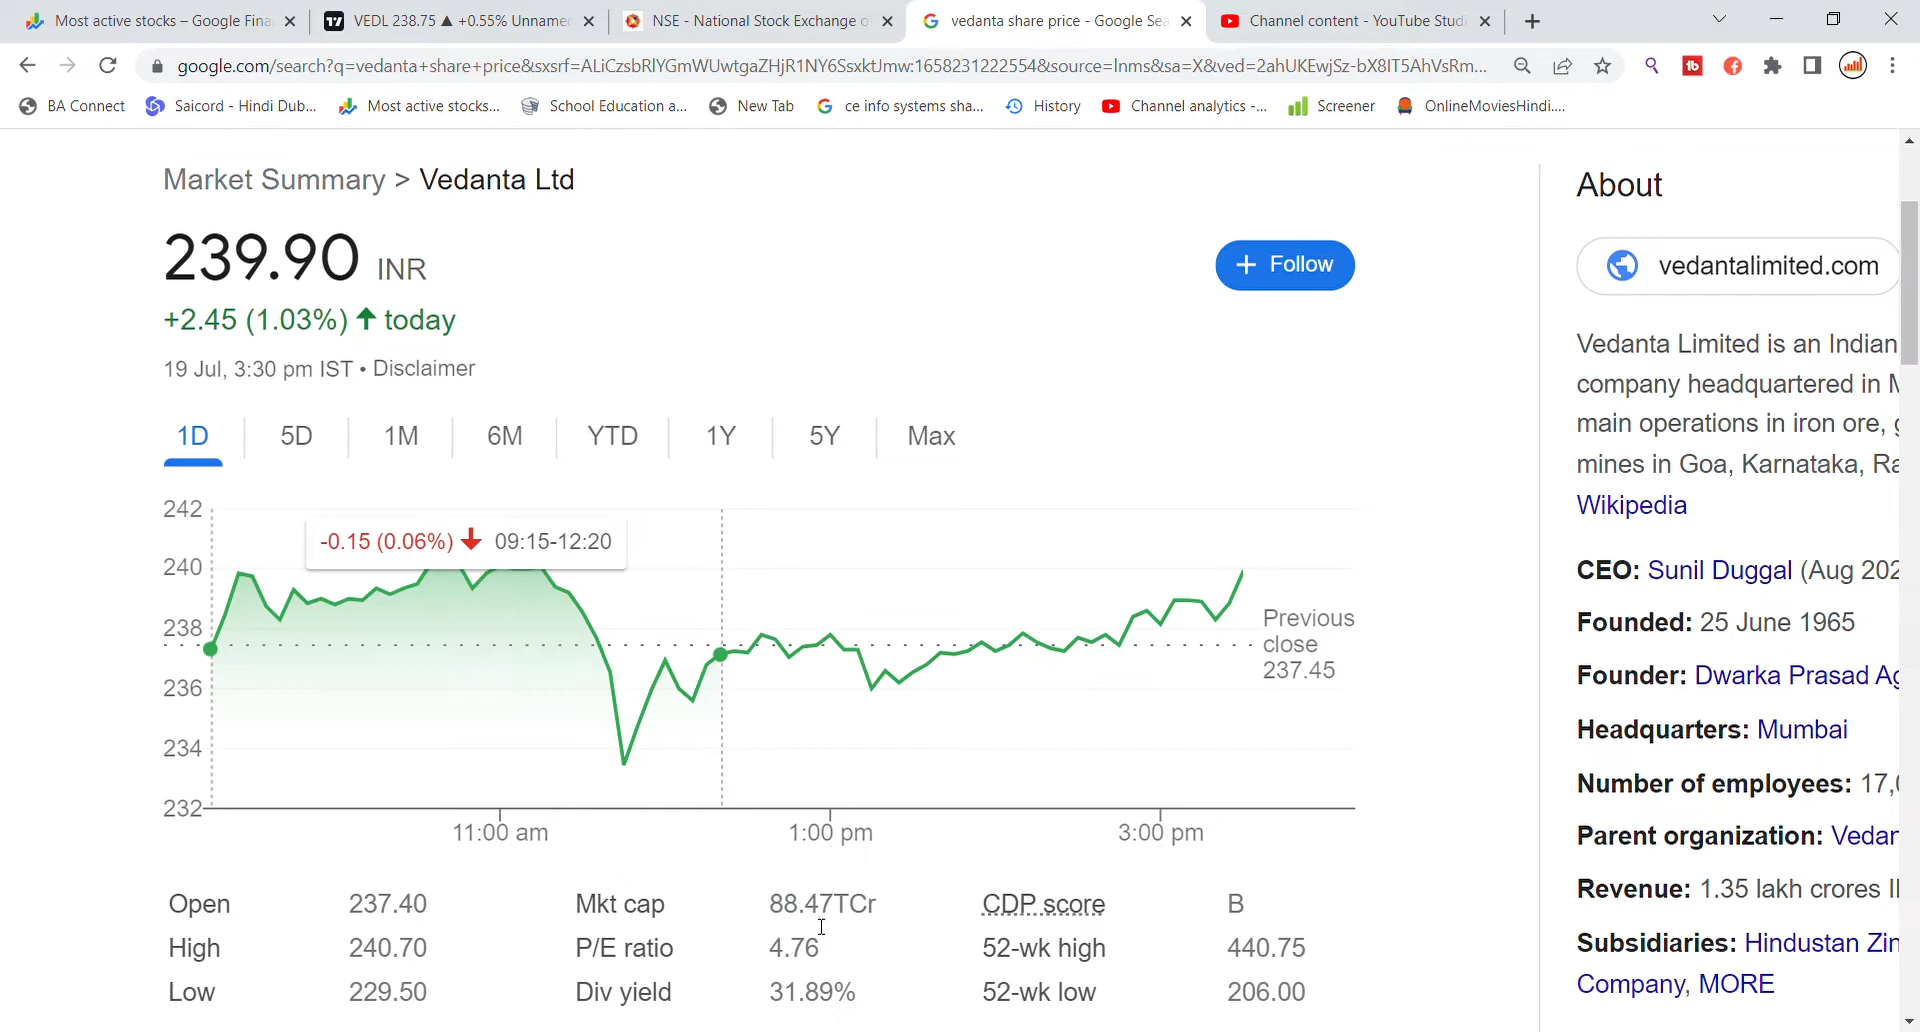 Most active stocks – Google Fina
VEDL 238.75 ▲ +0.55% Unname
NSE - National Stock Exchange o
vedanta share price - Google Sea
Channel content - YouTube Studi
google.com/search?q=vedanta+share+price&sxsrf=ALiCzsbRlYGmWUwtgaZHjR1NY6SsxktJmw:1658231222554&source=lnms&sa=X&ved=2ahUKEwjSz-bX8IT5AhVsRm...
BA Connect
Saicord - Hindi Dub...
Most active stocks...
School Education a...
New Tab
ce info systems sha...
History
Channel analytics -...
Screener
OnlineMoviesHindi....
Market Summary > Vedanta Ltd
239.90 INR
+2.45 (1.03%) ↑ today
19 Jul, 3:30 pm IST • Disclaimer
+ Follow
1D 5D 1M 6M YTD 1Y 5Y Max
-0.15 (0.06%) ↓ 09:15-12:20
242
240
238
236
234
232
Previous
close
237.45
11:00 am 1:00 pm 3:00 pm
Open 237.40 Mkt cap 88.47TCr CDP score B
High 240.70 P/E ratio 4.76 52-wk high 440.75
Low 229.50 Div yield 31.89% 52-wk low 206.00
About
vedantalimited.com
Vedanta Limited is an Indian
company headquartered in
main operations in iron ore,
mines in Goa, Karnataka, Ra
Wikipedia
CEO: Sunil Duggal (Aug 202
Founded: 25 June 1965
Founder: Dwarka Prasad Ag
Headquarters: Mumbai
Number of employees: 17,0
Parent organization: Vedan
Revenue: 1.35 lakh crores I
Subsidiaries: Hindustan Zin
Company, MORE